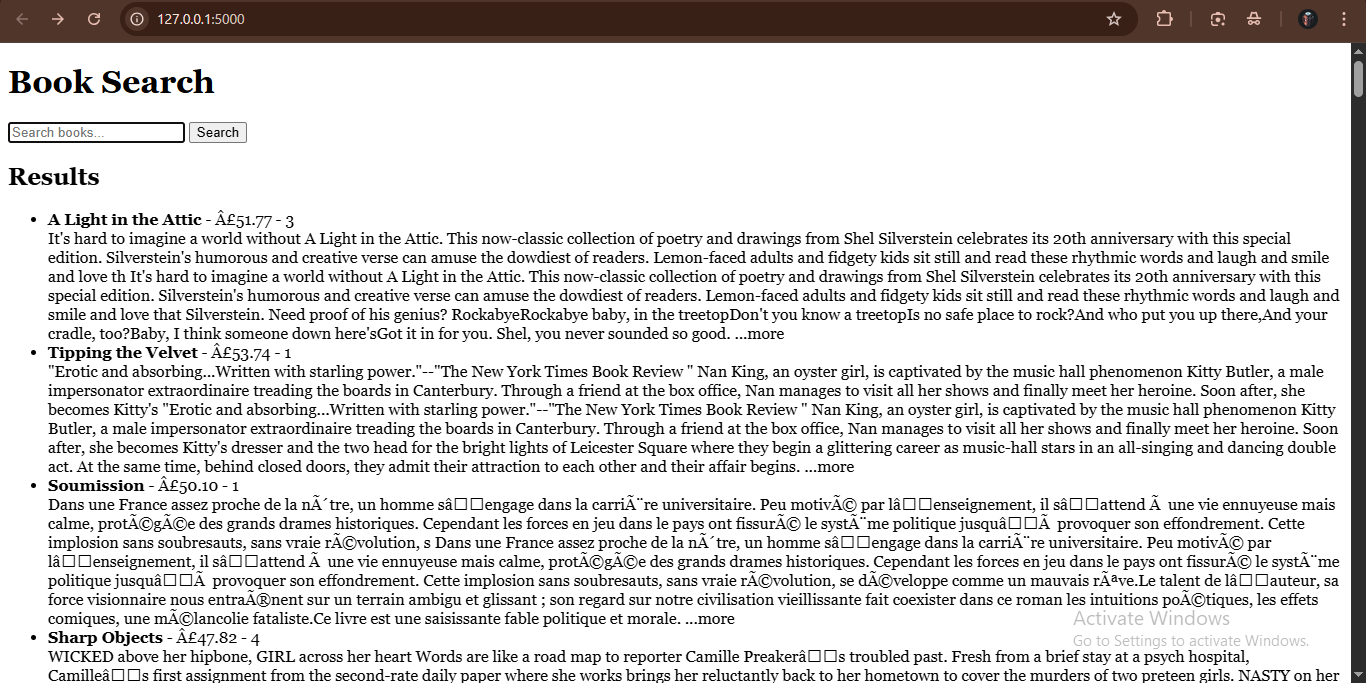 127.0.0.1:5000
Book Search
Search books...
Search
Results
A Light in the Attic - Â£51.77 - 3
It's hard to imagine a world without A Light in the Attic. This now-classic collection of poetry and drawings from Shel Silverstein celebrates its 20th anniversary with this special
edition. Silverstein's humorous and creative verse can amuse the dowdiest of readers. Lemon-faced adults and fidgety kids sit still and read these rhythmic words and laugh and smile
and love th It's hard to imagine a world without A Light in the Attic. This now-classic collection of poetry and drawings from Shel Silverstein celebrates its 20th anniversary with this
special edition. Silverstein's humorous and creative verse can amuse the dowdiest of readers. Lemon-faced adults and fidgety kids sit still and read these rhythmic words and laugh and
smile and love that Silverstein. Need proof of his genius? RockabyeRockabye baby, in the treetopDon't you know a treetopIs no safe place to rock?And who put you up there,And your
cradle, too?Baby, I think someone down here'sGot it in for you. Shel, you never sounded so good. ...more
Tipping the Velvet - Â£53.74 - 1
"Erotic and absorbing...Written with starling power."--"The New York Times Book Review " Nan King, an oyster girl, is captivated by the music hall phenomenon Kitty Butler, a male
impersonator extraordinaire treading the boards in Canterbury. Through a friend at the box office, Nan manages to visit all her shows and finally meet her heroine. Soon after, she
becomes Kitty's "Erotic and absorbing...Written with starling power."--"The New York Times Book Review " Nan King, an oyster girl, is captivated by the music hall phenomenon Kitty
Butler, a male impersonator extraordinaire treading the boards in Canterbury. Through a friend at the box office, Nan manages to visit all her shows and finally meet her heroine. Soon
after, she becomes Kitty's dresser and the two head for the bright lights of Leicester Square where they begin a glittering career as music-hall stars in an all-singing and dancing double
act. At the same time, behind closed doors, they admit their attraction to each other and their affair begins. ...more
Soumission - Â£50.10 - 1
Dans une France assez proche de la nÃ´tre, un homme sâ□□engage dans la carriÃ¨re universitaire. Peu motivÃ© par lâ□□enseignement, il sâ□□attend Ã  une vie ennuyeuse mais
calme, protÃ©gÃ©e des grands drames historiques. Cependant les forces en jeu dans le pays ont fissurÃ© le systÃ¨me politique jusquâ□□Ã  provoquer son effondrement. Cette
implosion sans soubresauts, sans vraie rÃ©volution, s Dans une France assez proche de la nÃ´tre, un homme sâ□□engage dans la carriÃ¨re universitaire. Peu motivÃ© par
lâ□□enseignement, il sâ□□attend Ã  une vie ennuyeuse mais calme, protÃ©gÃ©e des grands drames historiques. Cependant les forces en jeu dans le pays ont fissurÃ© le systÃ¨me
politique jusquâ□□Ã  provoquer son effondrement. Cette implosion sans soubresauts, sans vraie rÃ©volution, se dÃ©veloppe comme un mauvais rÃªve.Le talent de lâ□□auteur, sa
force visionnaire nous entraÃ®nent sur un terrain ambigu et glissant ; son regard sur notre civilisation vieillissante fait coexister dans ce roman les intuitions poÃ©tiques, les effets
comiques, une mÃ©lancolie fataliste.Ce livre est une saisissante fable politique et morale. ...more
Sharp Objects - Â£47.82 - 4
WICKED above her hipbone, GIRL across her heart Words are like a road map to reporter Camille Preakerâ□□s troubled past. Fresh from a brief stay at a psych hospital,
Camilleâ□□s first assignment from the second-rate daily paper where she works brings her reluctantly back to her hometown to cover the murders of two preteen girls. NASTY on her
Activate Windows
Go to Settings to activate Windows.